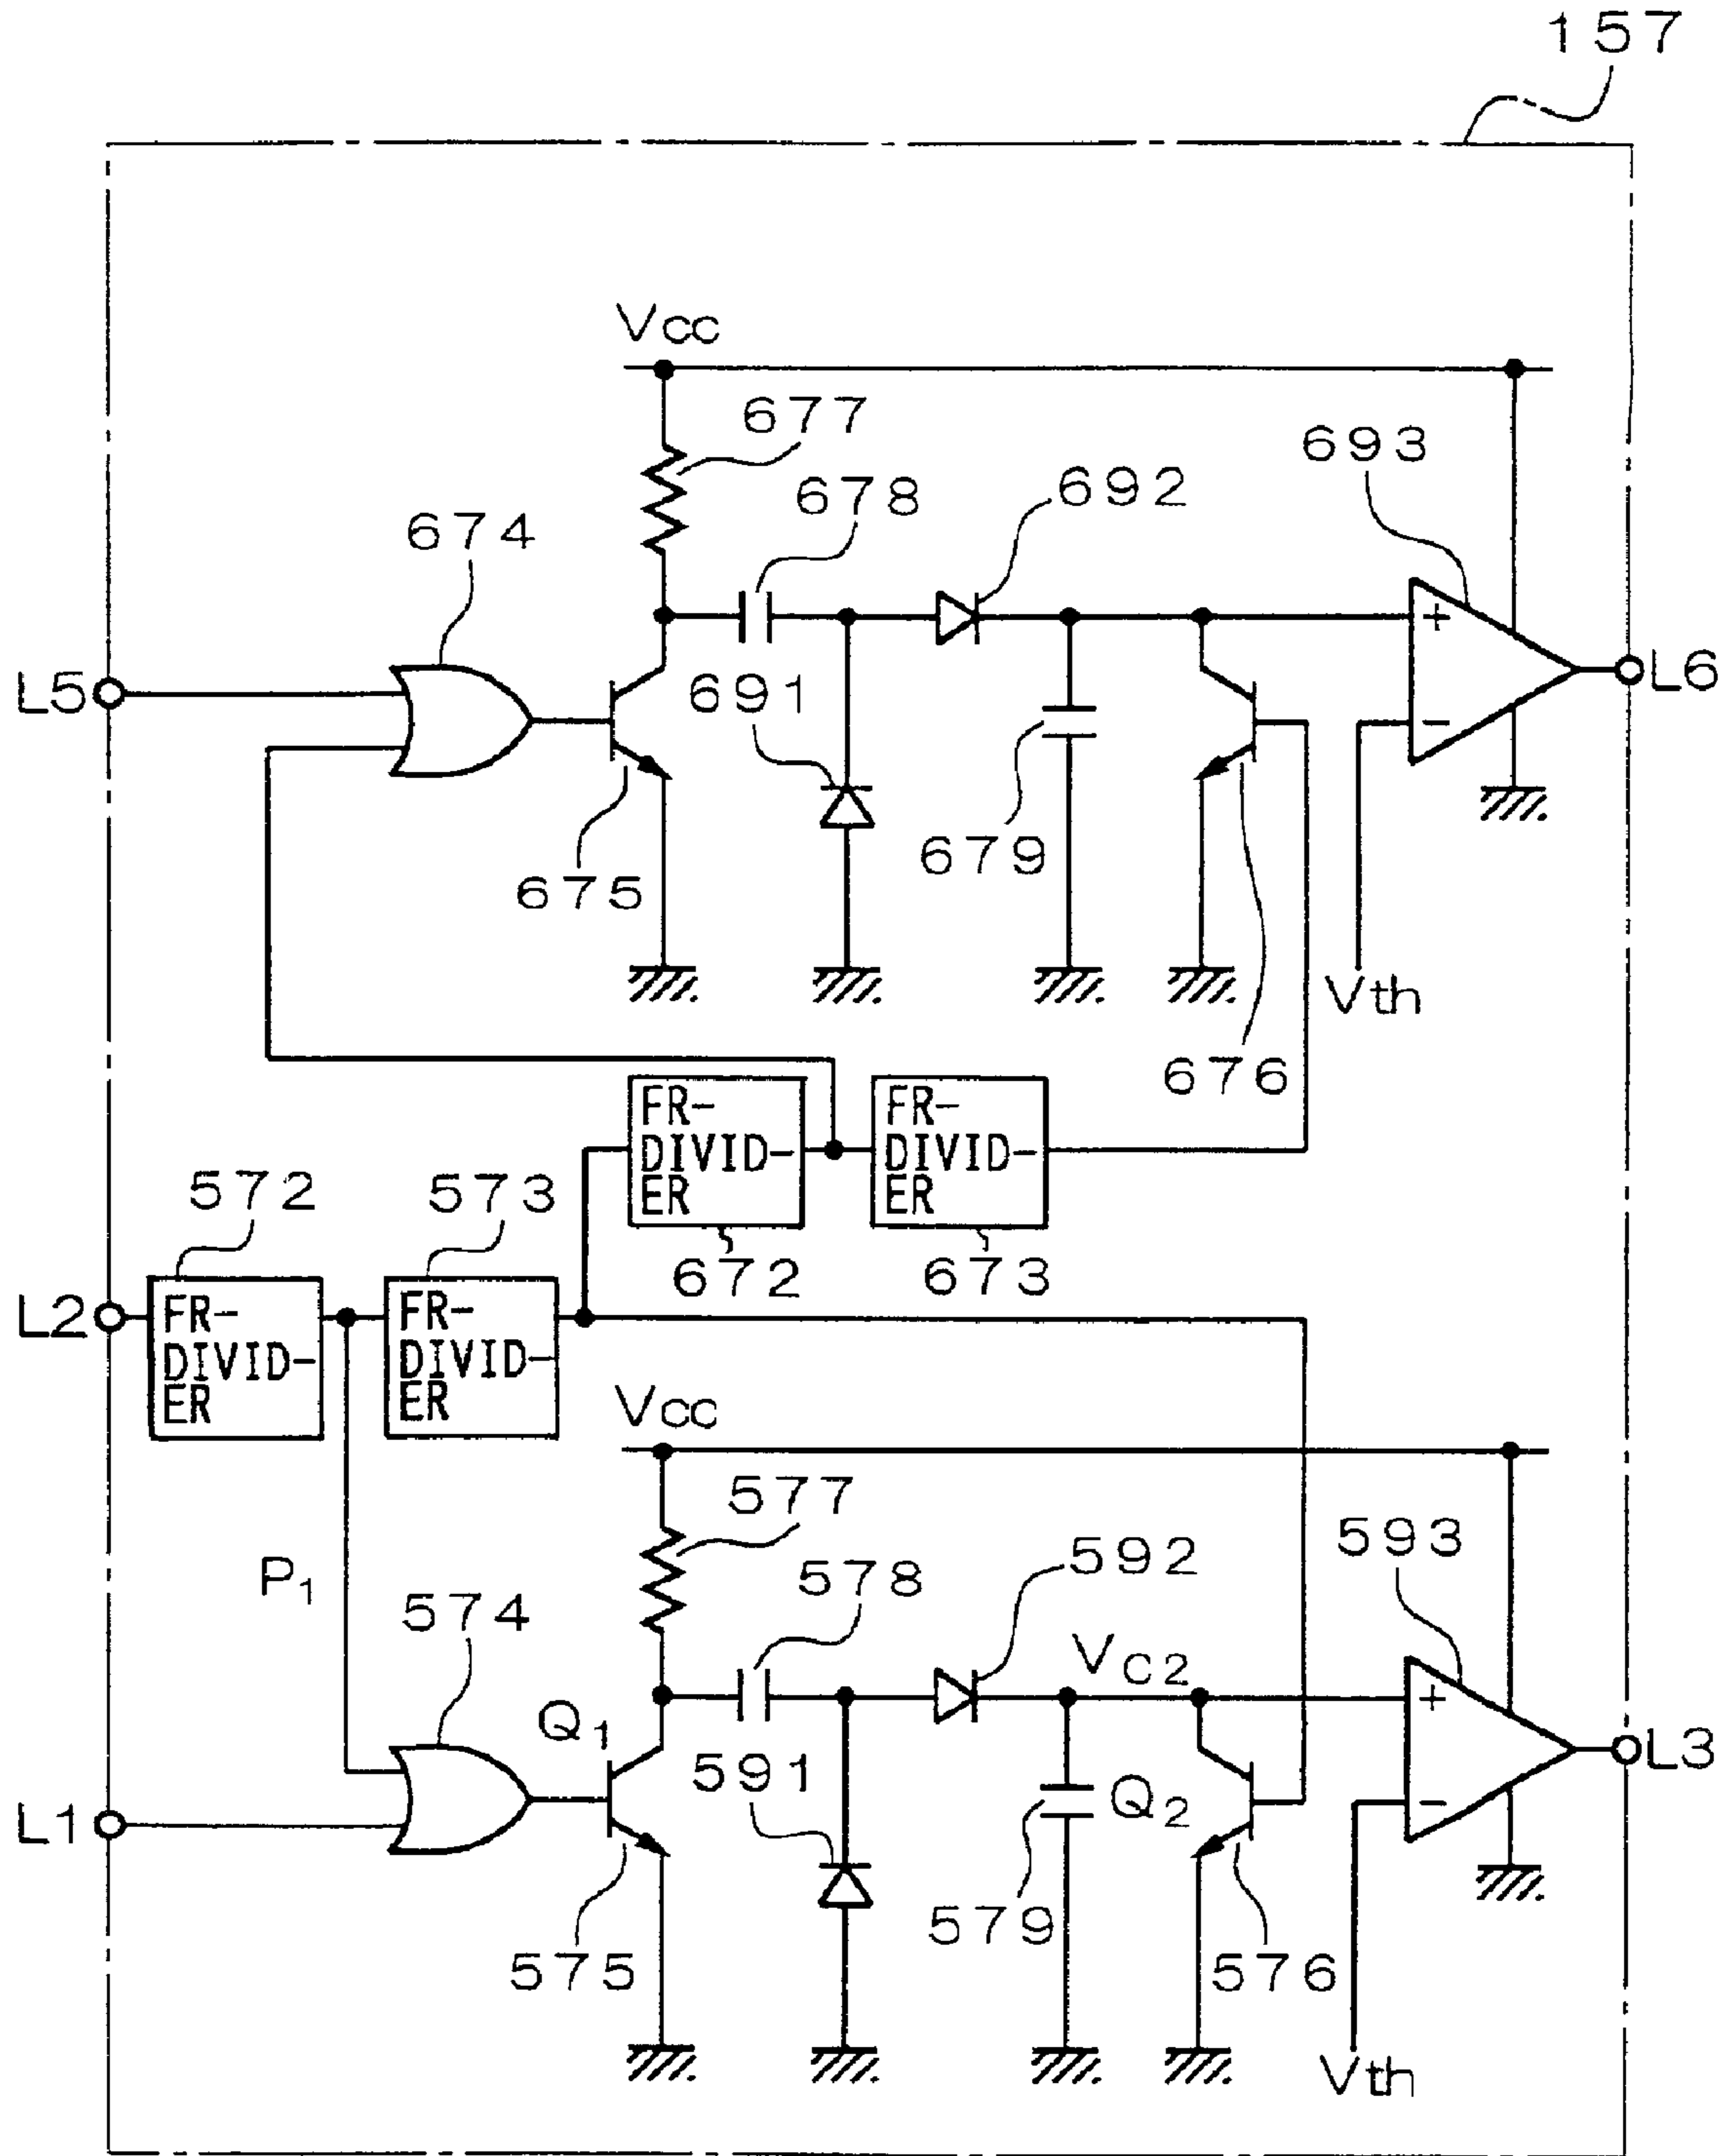 157
Vcc
677
678
692
693
674
+
L6
L5
691
−
679
675
Vth
676
FR-
DIVID-
ER
FR-
DIVID-
ER
572
573
672
673
L2
FR-
DIVID-
ER
FR-
DIVID-
ER
Vcc
577
593
P1
578
592
574
VC2
+
Q1
L3
591
Q2
−
L1
579
575
576
Vth